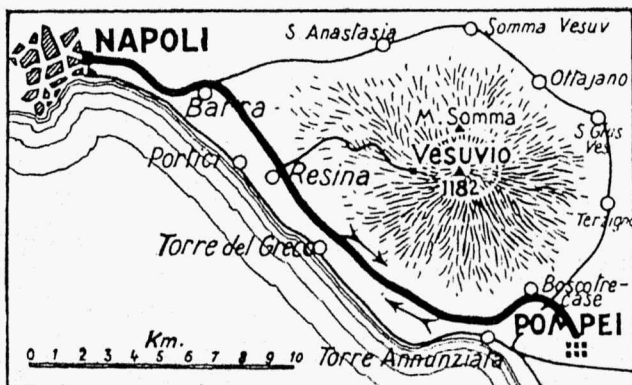 NAPOLI
S. Anastasia
Somma Vesuv
Ottajano
Barra
M. Somma
S Gius
Ves.
Vesuvio
1182
Portici
Resina
Terzigno
Torre del Greco
Boscotre-
case
POMPEI
Km.
0 1 2 3 4 5 6 7 8 9 10
Torre Annunziata